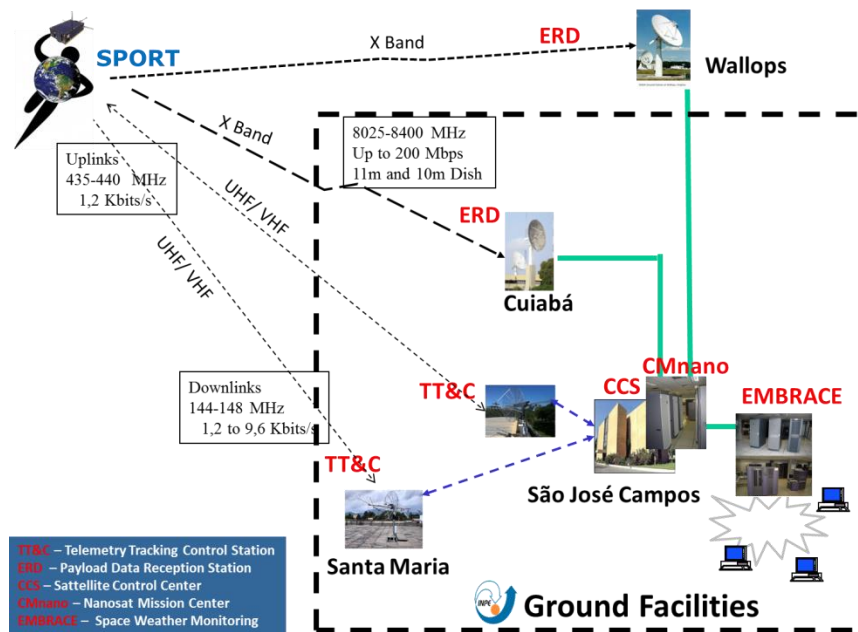 SPORT
X Band
ERD
Wallops
X Band
8025-8400 MHz
Up to 200 Mbps
11m and 10m Dish
Uplinks
435-440 MHz
1,2 Kbits/s
UHF/ VHF
UHF/ VHF
ERD
Cuiabá
Downlinks
144-148 MHz
1,2 to 9,6 Kbits/s
TT&C
CMnano
CCS
EMBRACE
TT&C
São José Campos
Santa Maria
TT&C – Telemetry Tracking Control Station
ERD – Payload Data Reception Station
CCS – Sattellite Control Center
CMnano – Nanosat Mission Center
EMBRACE – Space Weather Monitoring
INPE
Ground Facilities